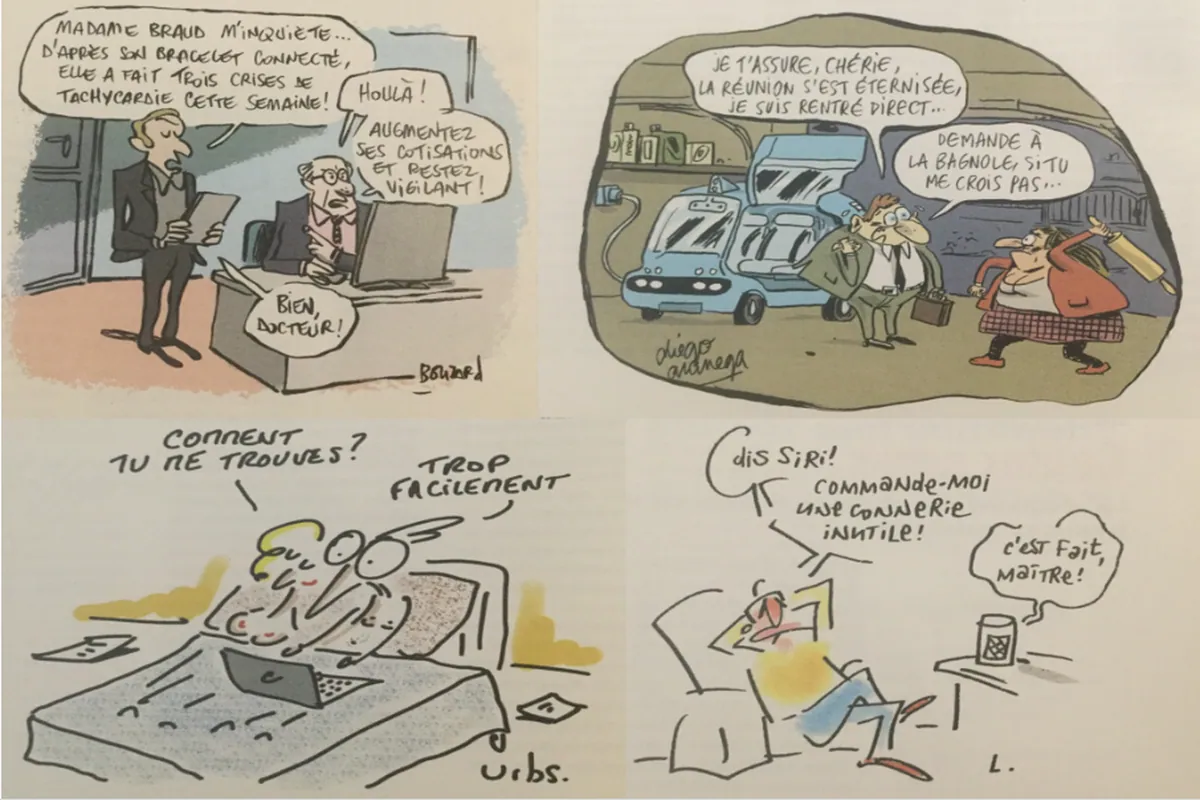 MADAME BRAUD M'INQUIÈTE...
D'APRÈS SON BRACELET CONNECTÉ,
ELLE A FAIT TROIS CRISES DE
TACHYCARDIE CETTE SEMAINE!
HOULÀ!
AUGMENTEZ
SES COTISATIONS
ET RESTEZ
VIGILANT!
BIEN,
DOCTEUR!
BOUZARD
JE T'ASSURE, CHÉRIE,
LA RÉUNION S'EST ÉTERNISÉE,
JE SUIS RENTRÉ DIRECT...
DEMANDE À
LA BAGNOLE, SI TU
ME CROIS PAS...
diego
aranega
COMMENT
TU ME TROUVES?
TROP
FACILEMENT
urbs.
dis SiRi!
COMMANDE-MOI
UNE CONNERIE
INUTILE!
C'EST Fait,
MAÎTRE!
L.